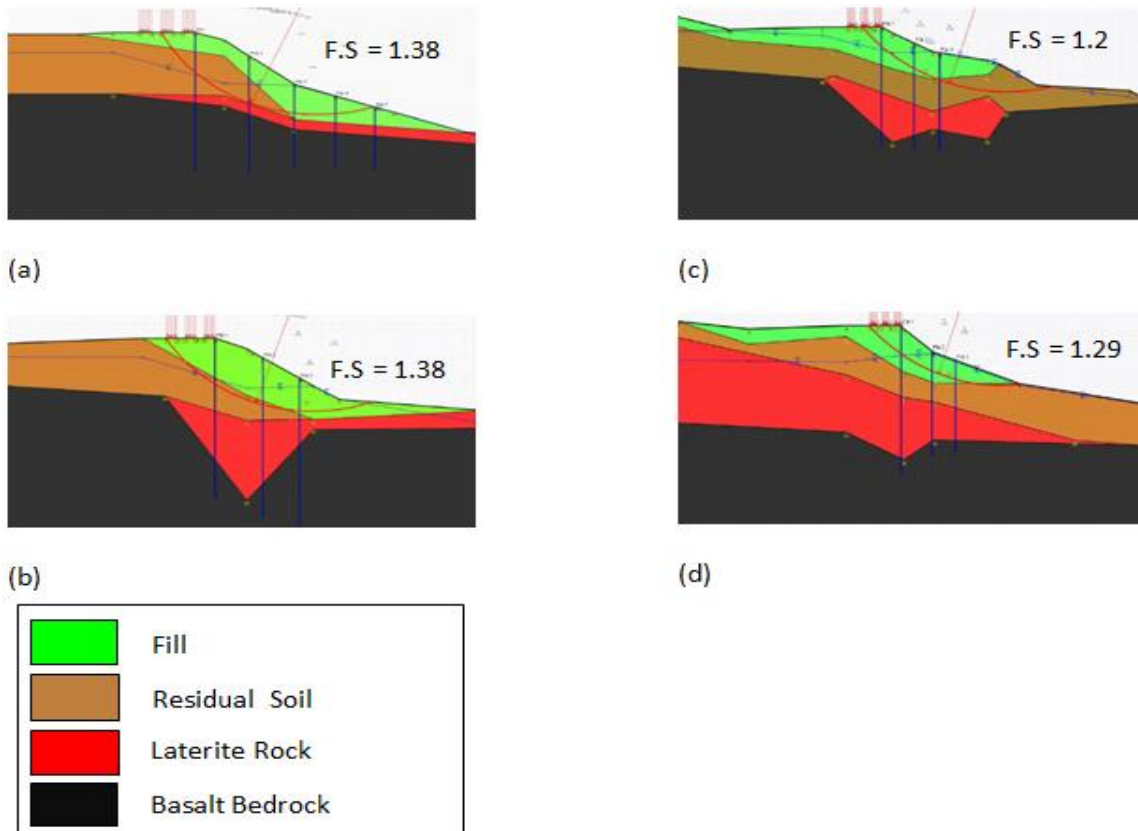 F.S = 1.38
(a)
F.S = 1.2
(c)
F.S = 1.38
(b)
F.S = 1.29
(d)
Fill
Residual Soil
Laterite Rock
Basalt Bedrock